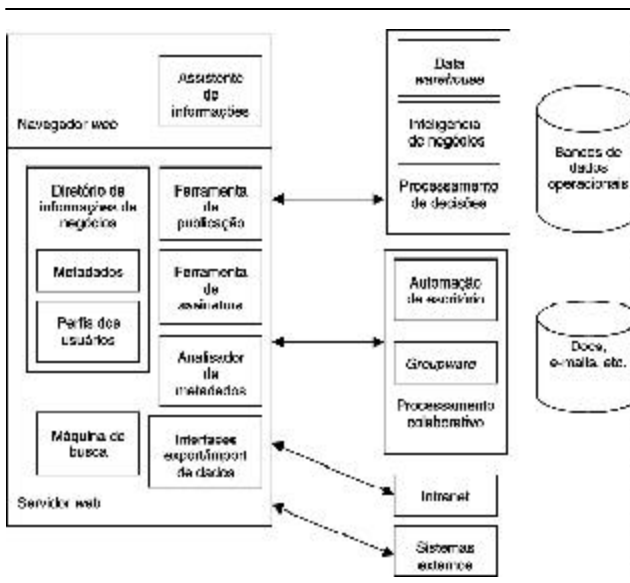 Assistente
de
informações
Navegador web
Diretório de
informações de
negócios
Metadados
Perfis dos
usuários
Ferramenta
de
publicação
Ferramenta
de
assinatura
Analisador
de
metadados
Máquina de
busca
Interfaces
export/import
de dados
Servidor web
Data
warehouse
Inteligência
de negócios
Processamento
de decisões
Bancos de
dados
operacionais
Automação
de escritório
Groupware
Processamento
colaborativo
Docs,
e-mails, etc.
Intranet
Sistemas
externos